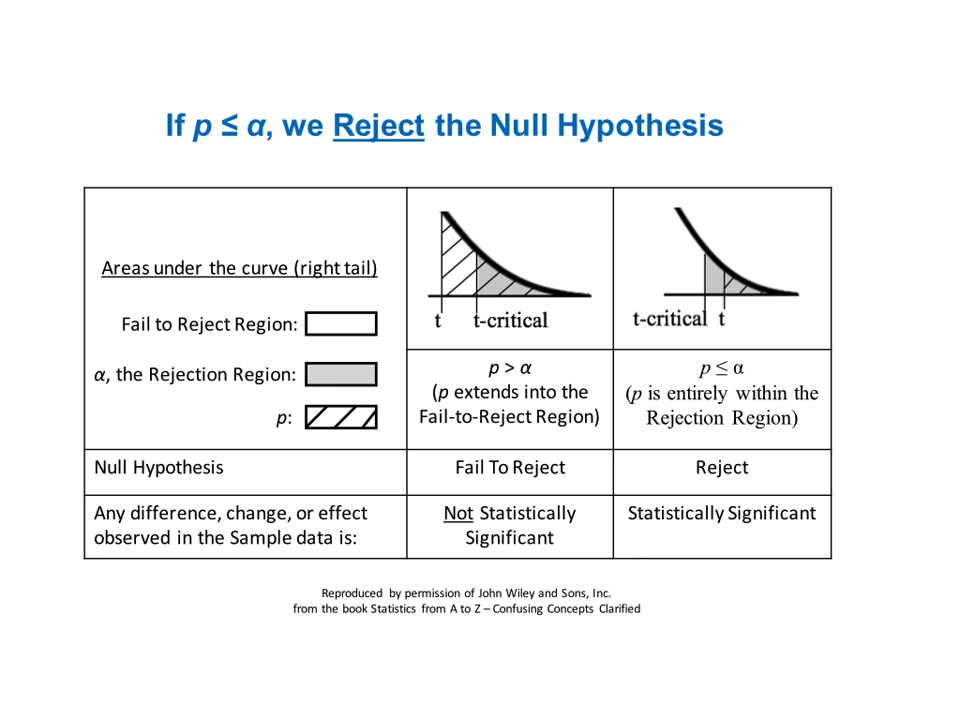 If p ≤ α, we Reject the Null Hypothesis
Areas under the curve (right tail)
Fail to Reject Region:
α, the Rejection Region:
p:
t t-critical
t-critical t
p > α
(p extends into the
Fail-to-Reject Region)
p ≤ α
(p is entirely within the
Rejection Region)
Null Hypothesis
Fail To Reject
Reject
Any difference, change, or effect
observed in the Sample data is:
Not Statistically
Significant
Statistically Significant
Reproduced by permission of John Wiley and Sons, Inc.
from the book Statistics from A to Z – Confusing Concepts Clarified